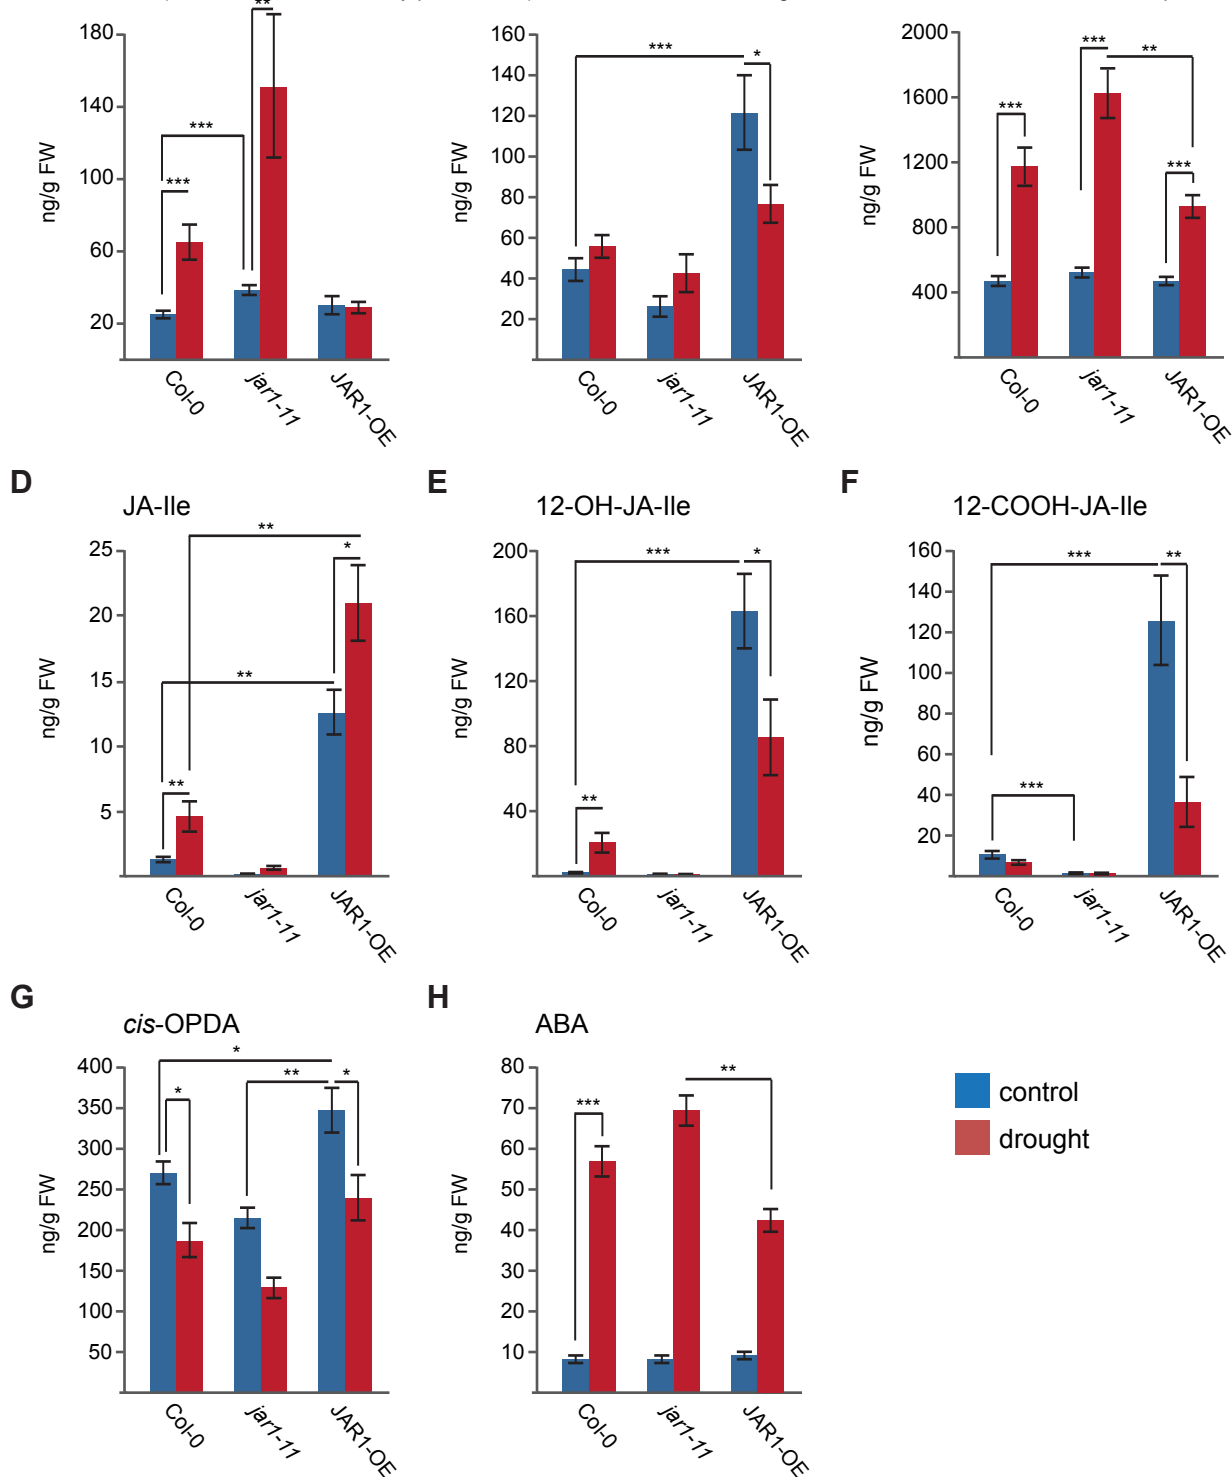 180
140
100
60
20
ng/g FW
***
***
**
Col-0
jar1-11
JAR1-OE
160
140
120
100
80
60
40
20
ng/g FW
***
*
Col-0
jar1-11
JAR1-OE
2000
1600
1200
800
400
ng/g FW
***
***
**
***
Col-0
jar1-11
JAR1-OE
D
JA-Ile
25
20
15
10
5
ng/g FW
**
*
**
**
Col-0
jar1-11
JAR1-OE
E
12-OH-JA-Ile
200
160
120
80
40
ng/g FW
***
*
**
Col-0
jar1-11
JAR1-OE
F
12-COOH-JA-Ile
160
140
120
100
80
60
40
20
ng/g FW
***
**
***
Col-0
jar1-11
JAR1-OE
G
cis-OPDA
400
350
300
250
200
150
100
50
ng/g FW
*
**
*
*
Col-0
jar1-11
JAR1-OE
H
ABA
80
70
60
50
40
30
20
10
ng/g FW
***
**
Col-0
jar1-11
JAR1-OE
control
drought